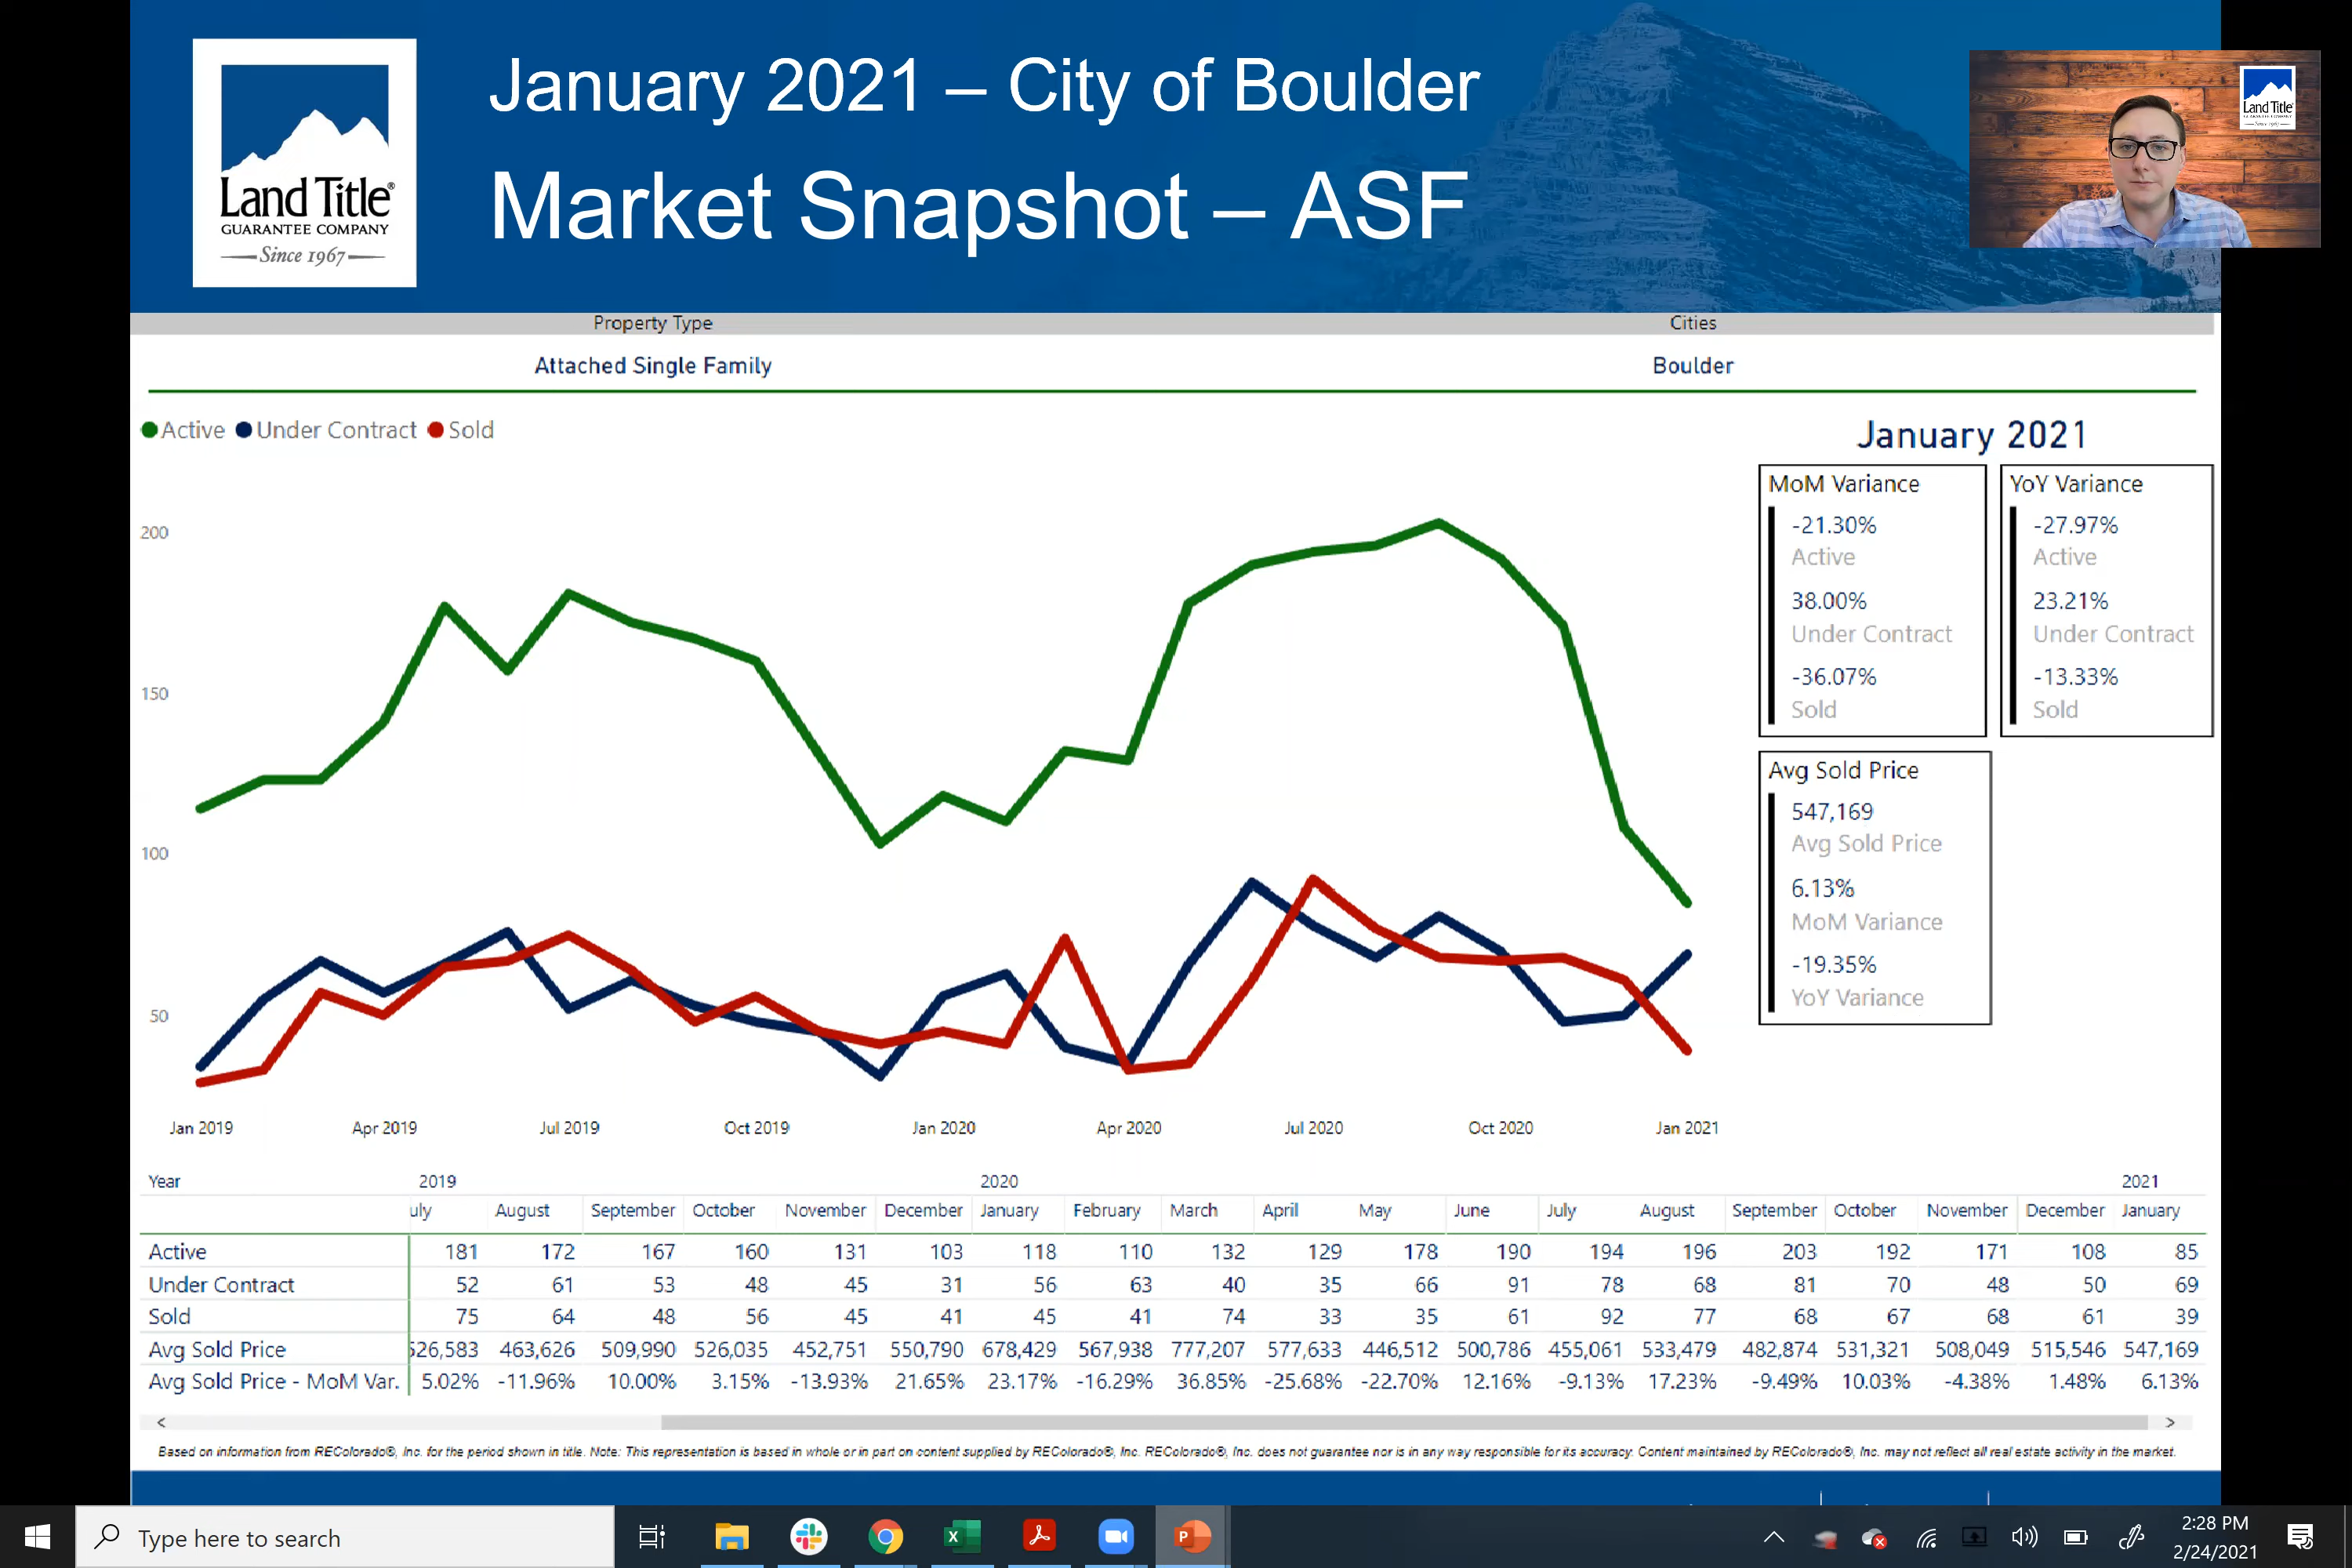 January 2021 – City of Boulder
Market Snapshot – ASF
Land Title®
GUARANTEE COMPANY
Since 1967
Land Title
Property Type
Cities
Attached Single Family
Boulder
Active Under Contract Sold
January 2021
MoM Variance
-21.30%
Active
38.00%
Under Contract
-36.07%
Sold
YoY Variance
-27.97%
Active
23.21%
Under Contract
-13.33%
Sold
Avg Sold Price
547,169
Avg Sold Price
6.13%
MoM Variance
-19.35%
YoY Variance
200
150
100
50
Jan 2019 Apr 2019 Jul 2019 Oct 2019 Jan 2020 Apr 2020 Jul 2020 Oct 2020 Jan 2021
Year 2019 2020 2021
uly August September October November December January February March April May June July August September October November December January
Active 181 172 167 160 131 103 118 110 132 129 178 190 194 196 203 192 171 108 85
Under Contract 52 61 53 48 45 31 56 63 40 35 66 91 78 68 81 70 48 50 69
Sold 75 64 48 56 45 41 45 41 74 33 35 61 92 77 68 67 68 61 39
Avg Sold Price 526,583 463,626 509,990 526,035 452,751 550,790 678,429 567,938 777,207 577,633 446,512 500,786 455,061 533,479 482,874 531,321 508,049 515,546 547,169
Avg Sold Price - MoM Var. 5.02% -11.96% 10.00% 3.15% -13.93% 21.65% 23.17% -16.29% 36.85% -25.68% -22.70% 12.16% -9.13% 17.23% -9.49% 10.03% -4.38% 1.48% 6.13%
Based on information from REColorado®, Inc. for the period shown in title. Note: This representation is based in whole or in part on content supplied by REColorado®, Inc. REColorado®, Inc. does not guarantee nor is in any way responsible for its accuracy. Content maintained by REColorado®, Inc. may not reflect all real estate activity in the market.
Type here to search
2:28 PM
2/24/2021